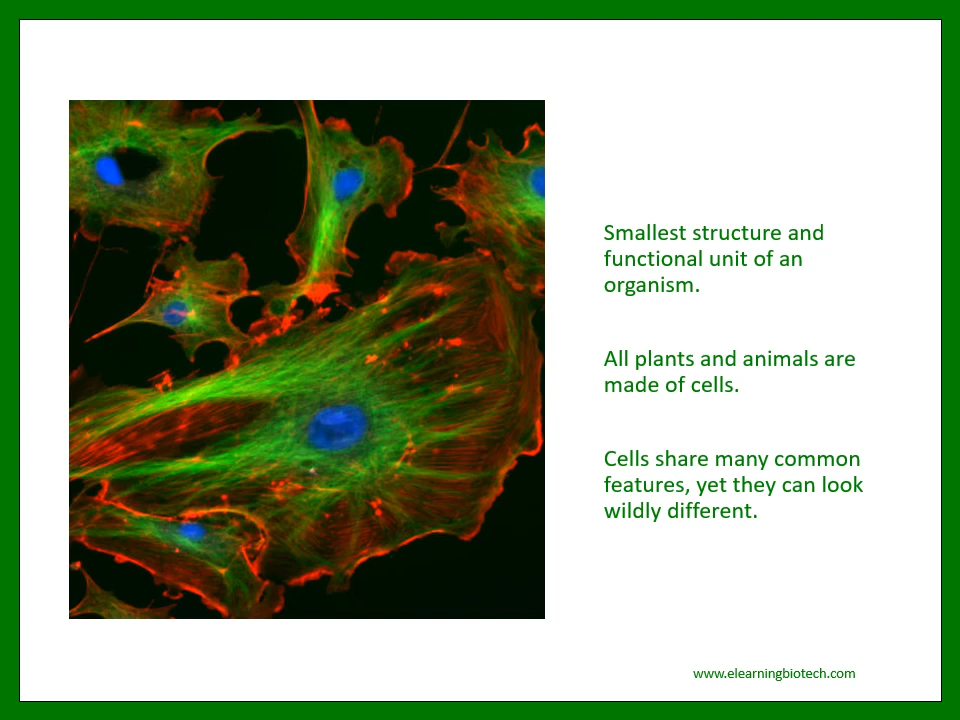 Smallest structure and
functional unit of an
organism.
All plants and animals are
made of cells.
Cells share many common
features, yet they can look
wildly different.
www.elearningbiotech.com